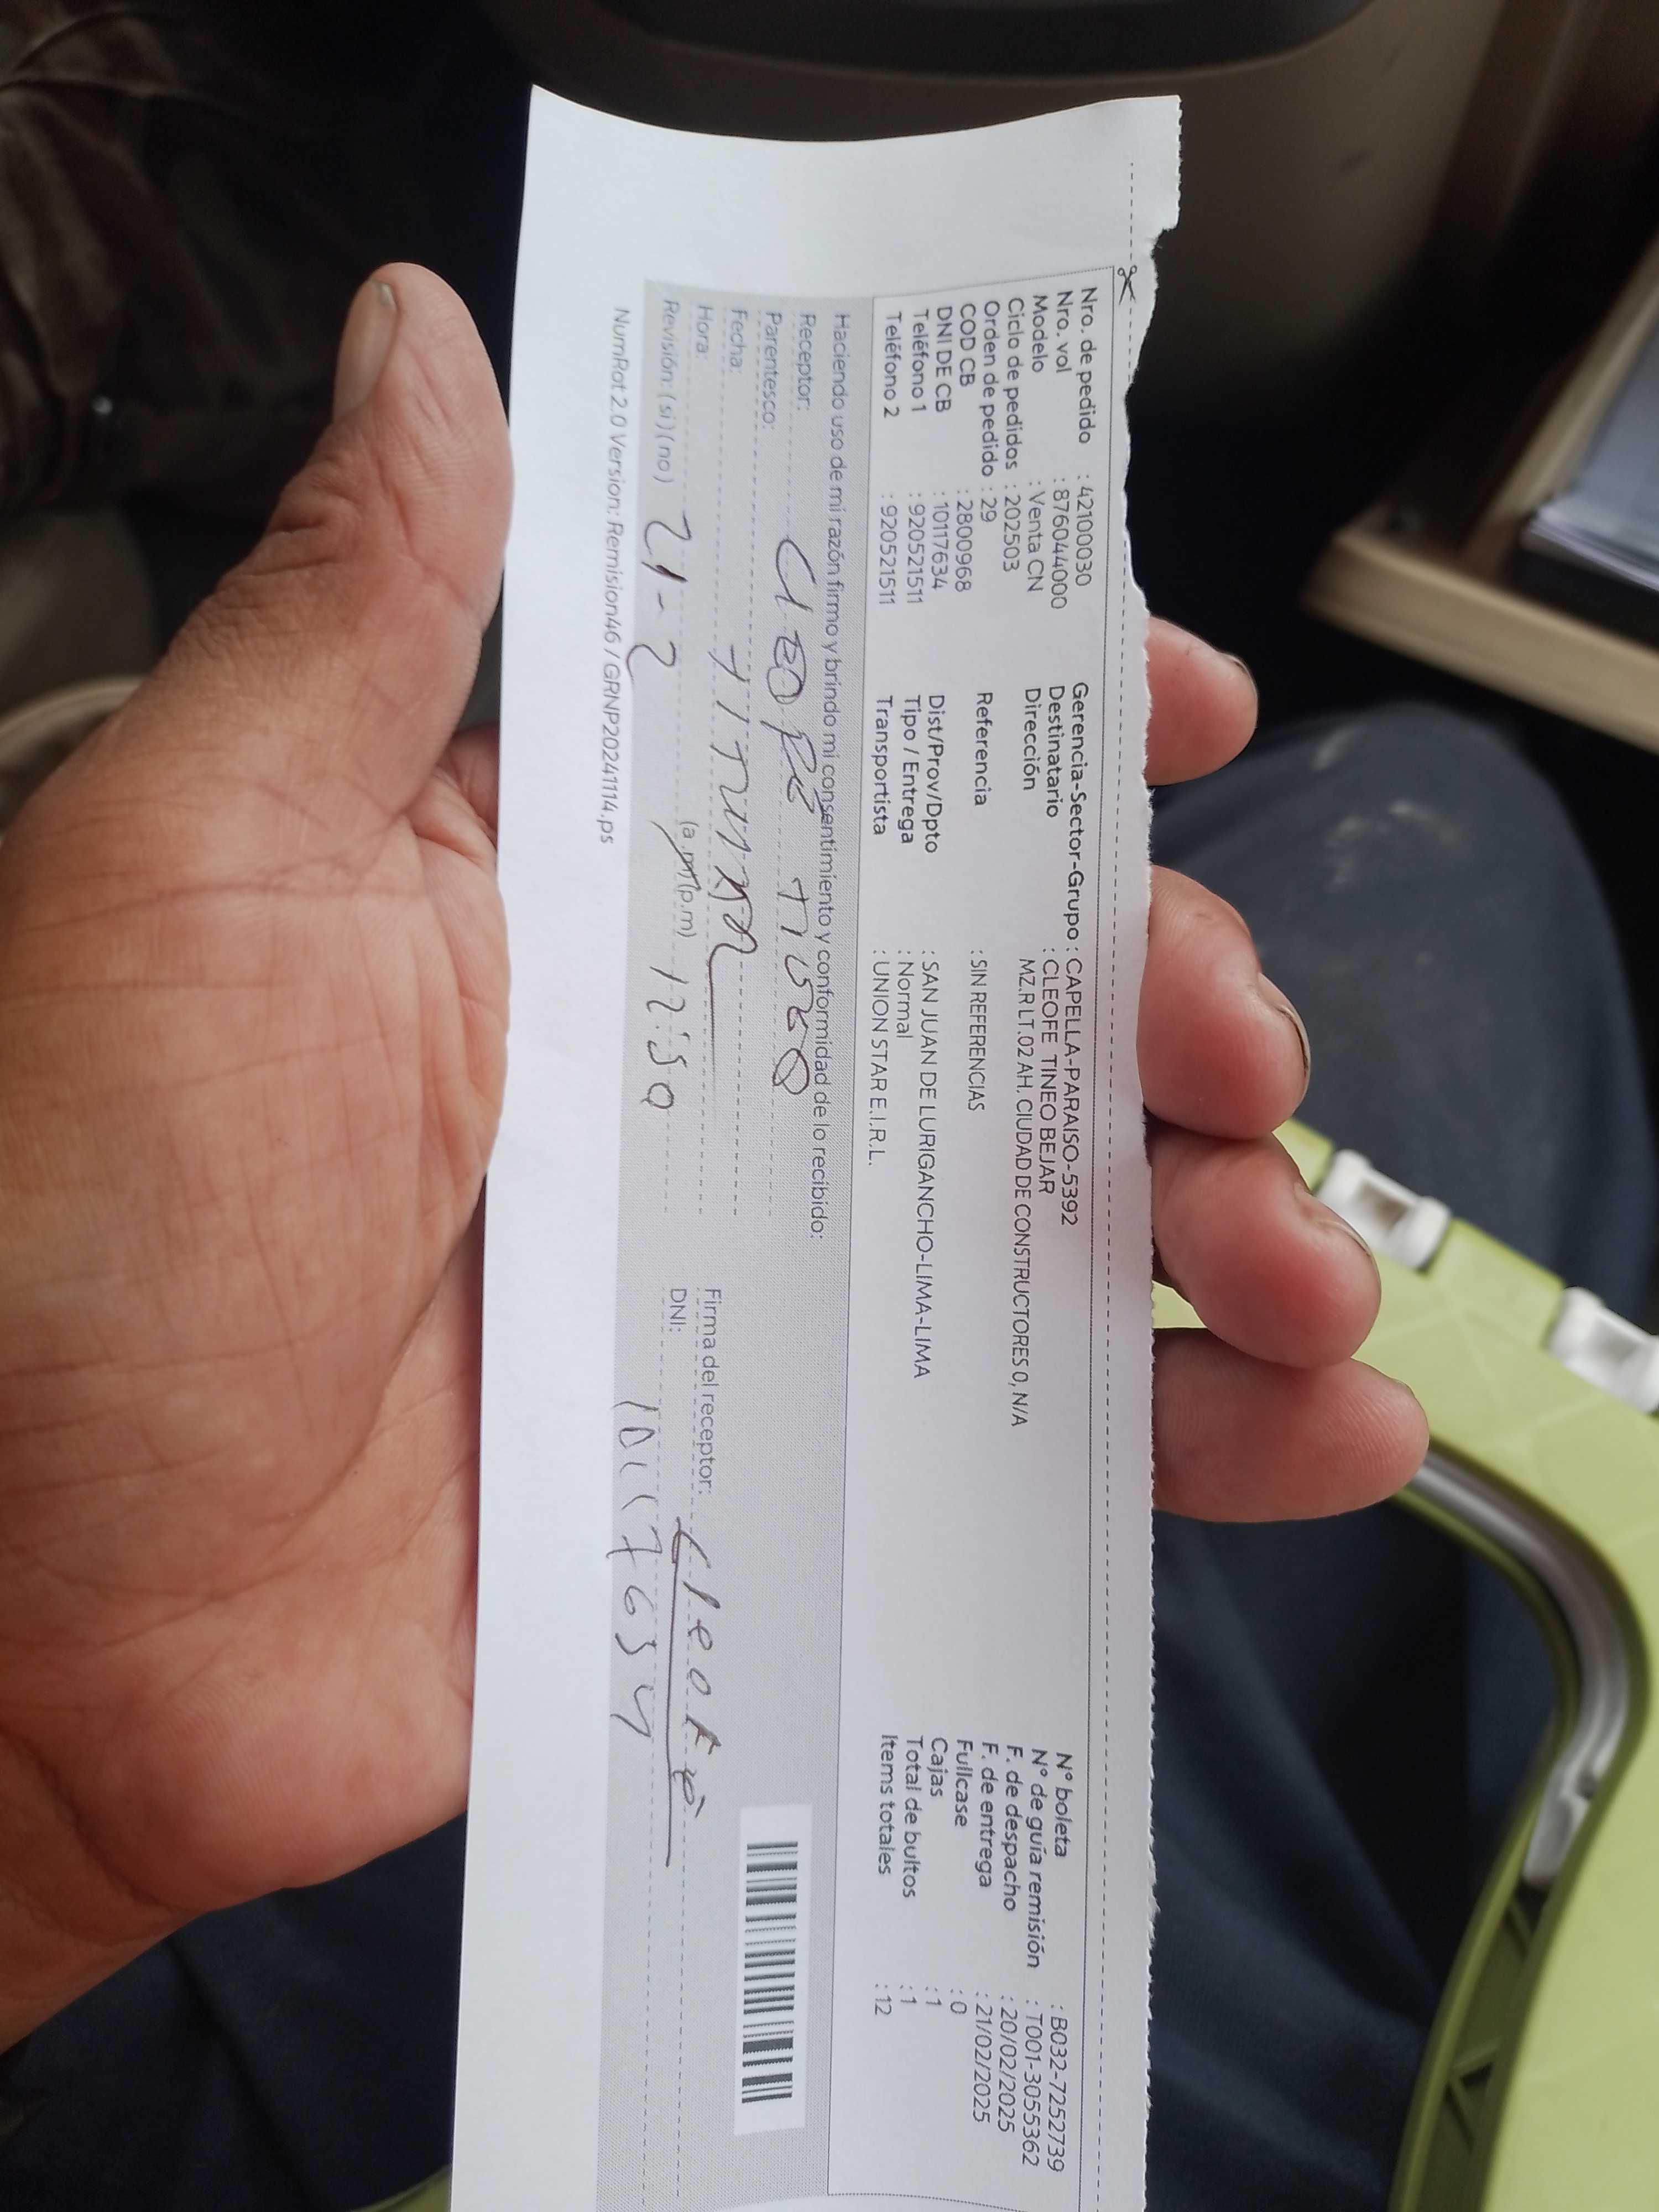 Nro. de pedido : 42100030
Nro. vol : 876044000
Modelo : Venta CN
Ciclo de pedidos : 202503
Orden de pedido : 29
COD CB : 2800968
DNI DE CB : 10117634
Teléfono 1 : 920521511
Teléfono 2 : 920521511
Gerencia-Sector-Grupo : CAPELLA-PARAISO-5392
Destinatario : CLEOFE TINEO BEJAR
Dirección MZ.R LT.02 AH. CIUDAD DE CONSTRUCTORES 0, N/A
Referencia : SIN REFERENCIAS
Dist/Prov/Dpto : SAN JUAN DE LURIGANCHO-LIMA-LIMA
Tipo / Entrega : Normal
Transportista : UNION STAR E.I.R.L.
N° boleta : B032-7252739
N° de guía remisión : T001-3055362
F. de despacho : 20/02/2025
F. de entrega : 21/02/2025
Fullcase : 0
Cajas : 1
Total de bultos : 1
Items totales : 12
Haciendo uso de mi razón firmo y brindo mi consentimiento y conformidad de lo recibido:
Receptor:
Parentesco:
Fecha:
Hora: (a.m)(p.m) 12:50
Revisión: (si)(no) 21-2
Firma del receptor: cleofe
DNI: 10117634
NumRot 2.0 Version: Remision46 / GRNP20241114.ps